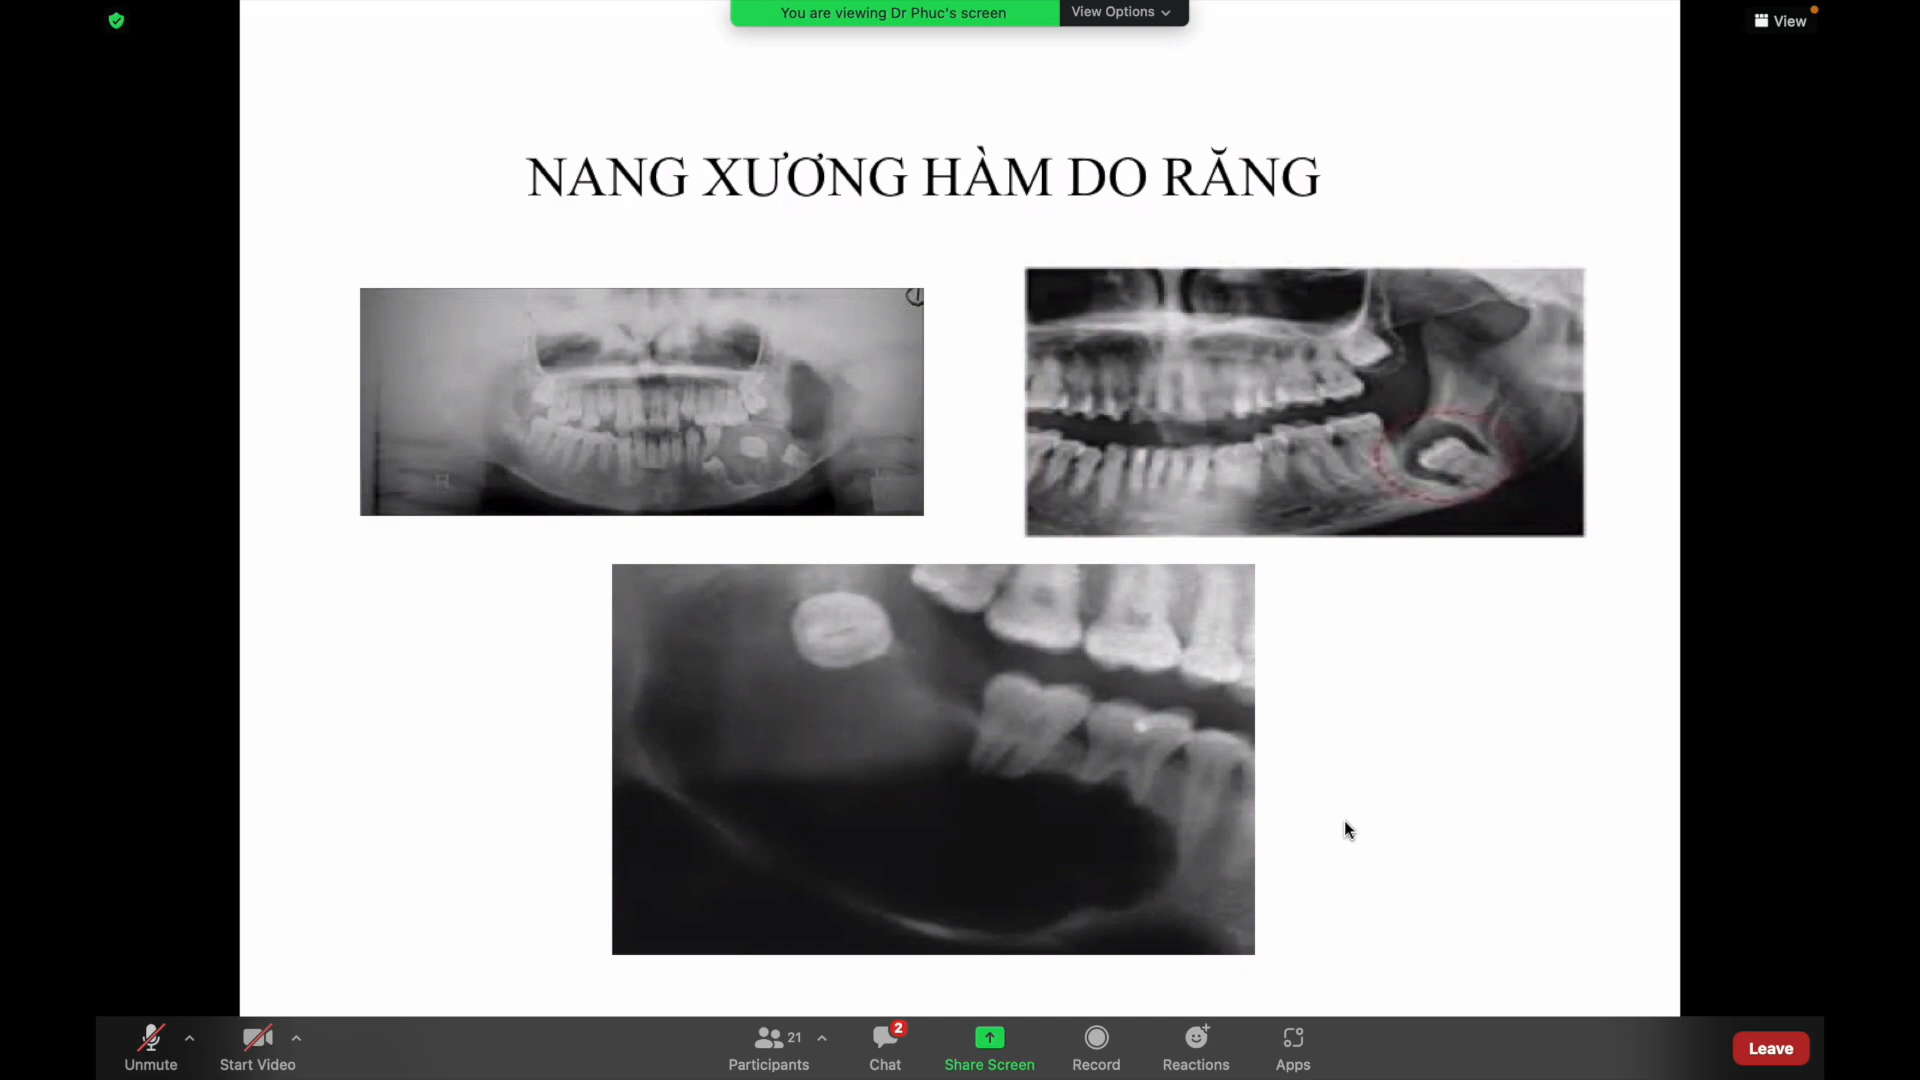 You are viewing Dr Phuc's screen
View Options
View
NANG XƯƠNG HÀM DO RĂNG
Unmute
Start Video
21
Participants
2
Chat
Share Screen
Record
Reactions
Apps
Leave